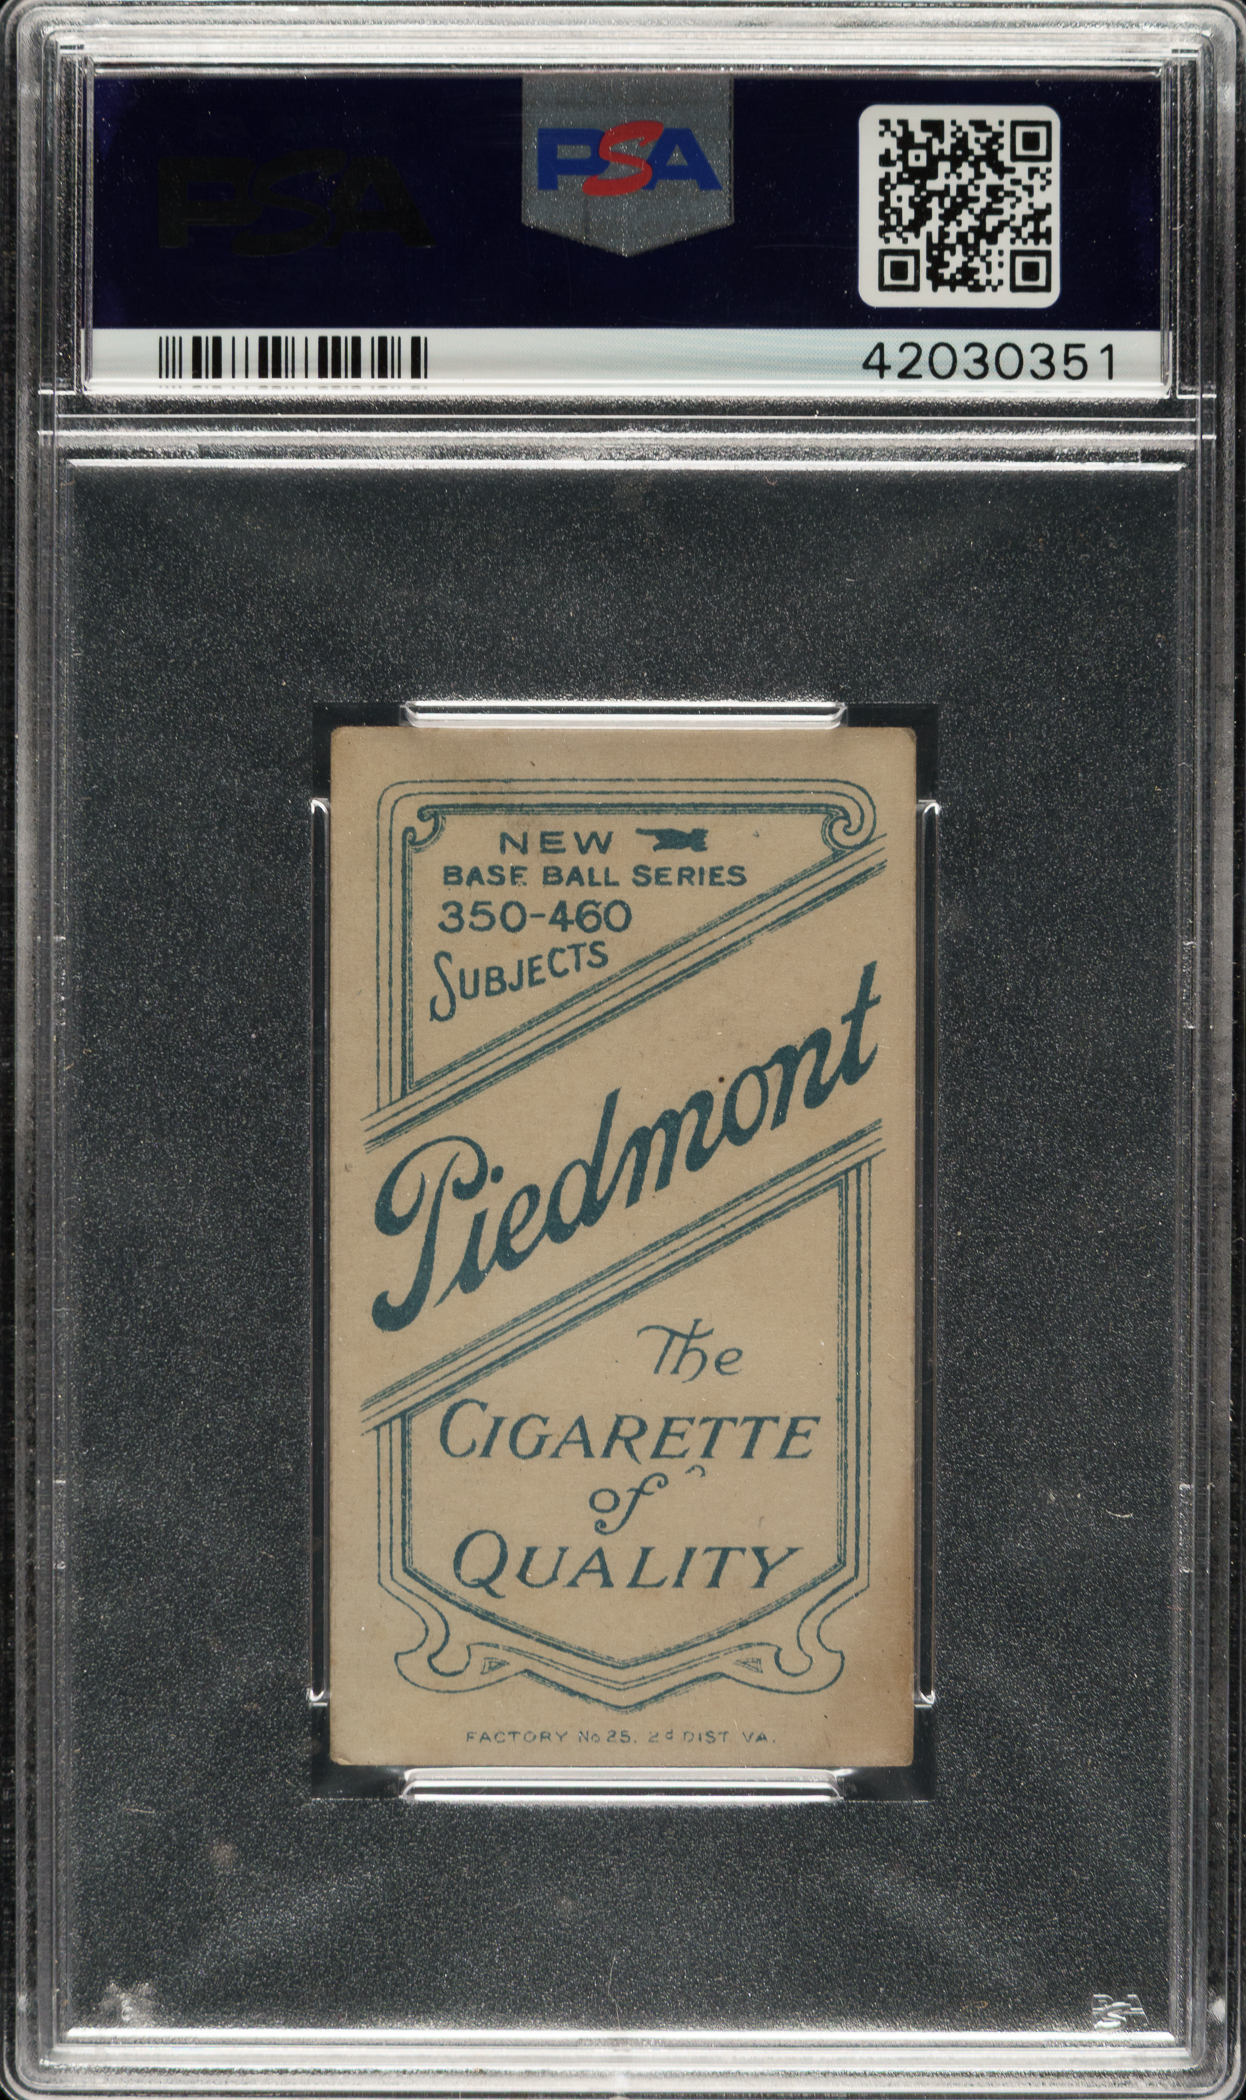 PSA
PSA
42030351
NEW
BASE BALL SERIES
350-460
SUBJECTS
Piedmont
The
CIGARETTE
of
QUALITY
FACTORY No 25. 2d DIST VA.
PSA